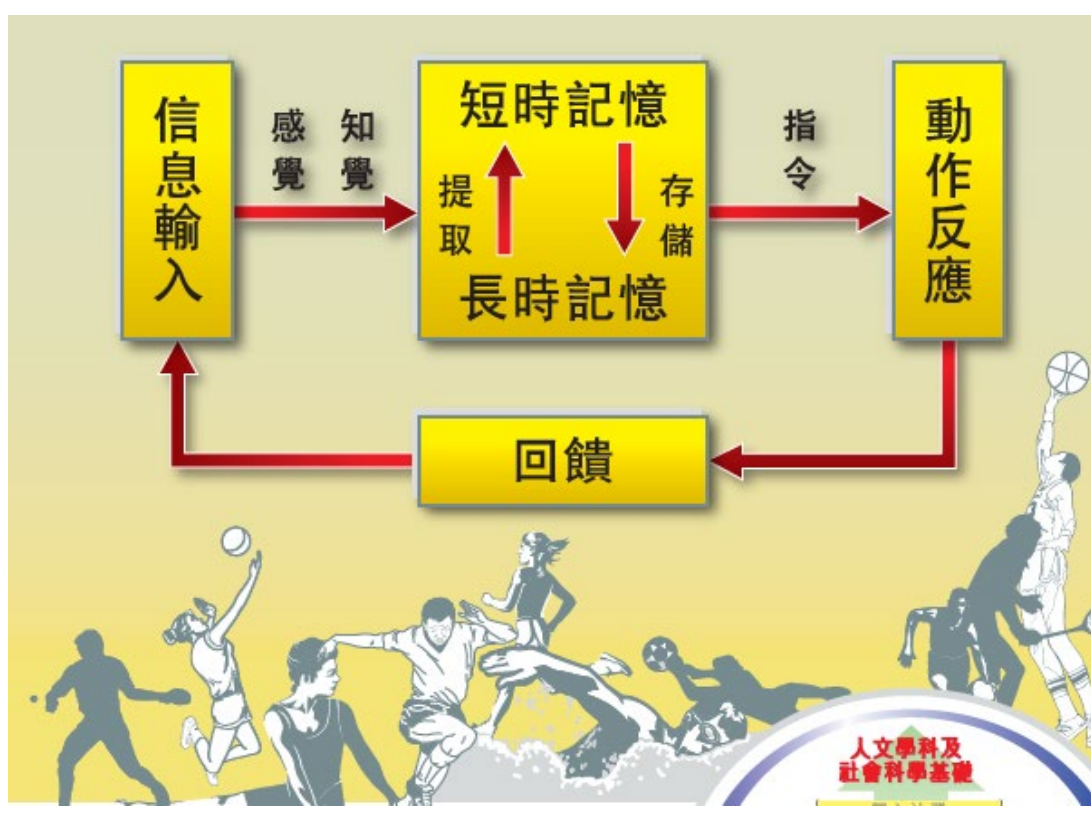 信息輸入
感覺 知覺
短時記憶
提取
存儲
長時記憶
指令
動作反應
回饋
人文學科及
社會科學基礎